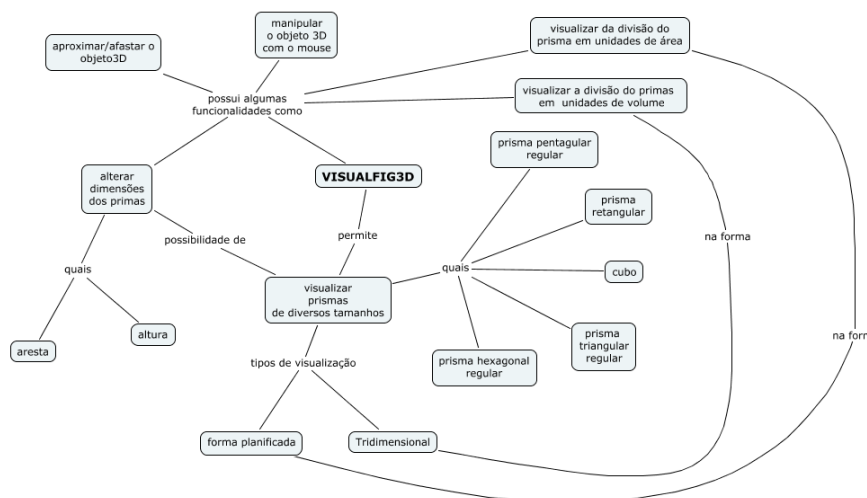 manipular
o objeto 3D
com o mouse
visualizar da divisão do
prisma em unidades de área
aproximar/afastar o
objeto3D
visualizar a divisão do primas
em unidades de volume
possui algumas
funcionalidades como
prisma pentagular
regular
alterar
dimensões
dos primas
VISUALFIG3D
prisma
retangular
possibilidade de
permite
na forma
quais
quais
cubo
visualizar
prismas
de diversos tamanhos
altura
na forr
aresta
prisma
triangular
regular
tipos de visualização
prisma hexagonal
regular
forma planificada
Tridimensional